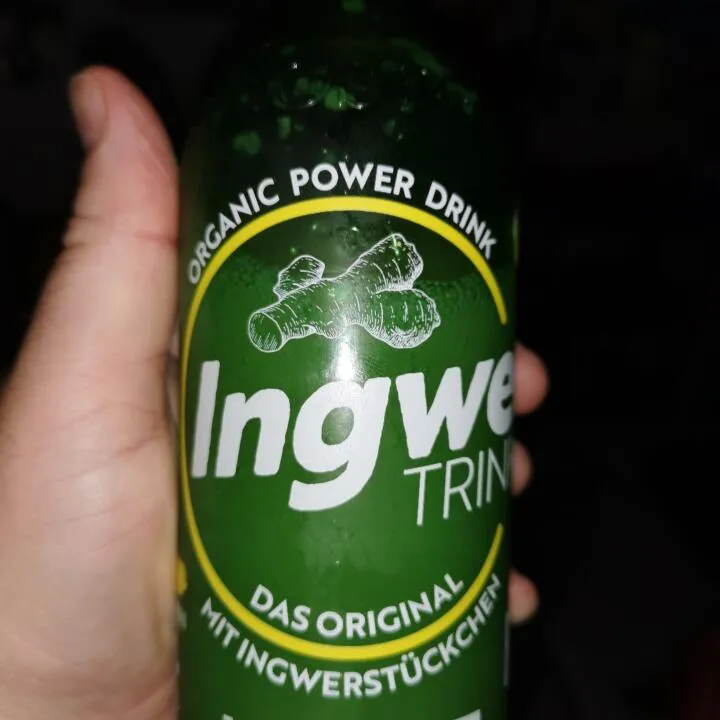 ORGANIC POWER DRINK
Ingwe
TRIN
DAS ORIGINAL
MIT INGWERSTÜCKCHEN